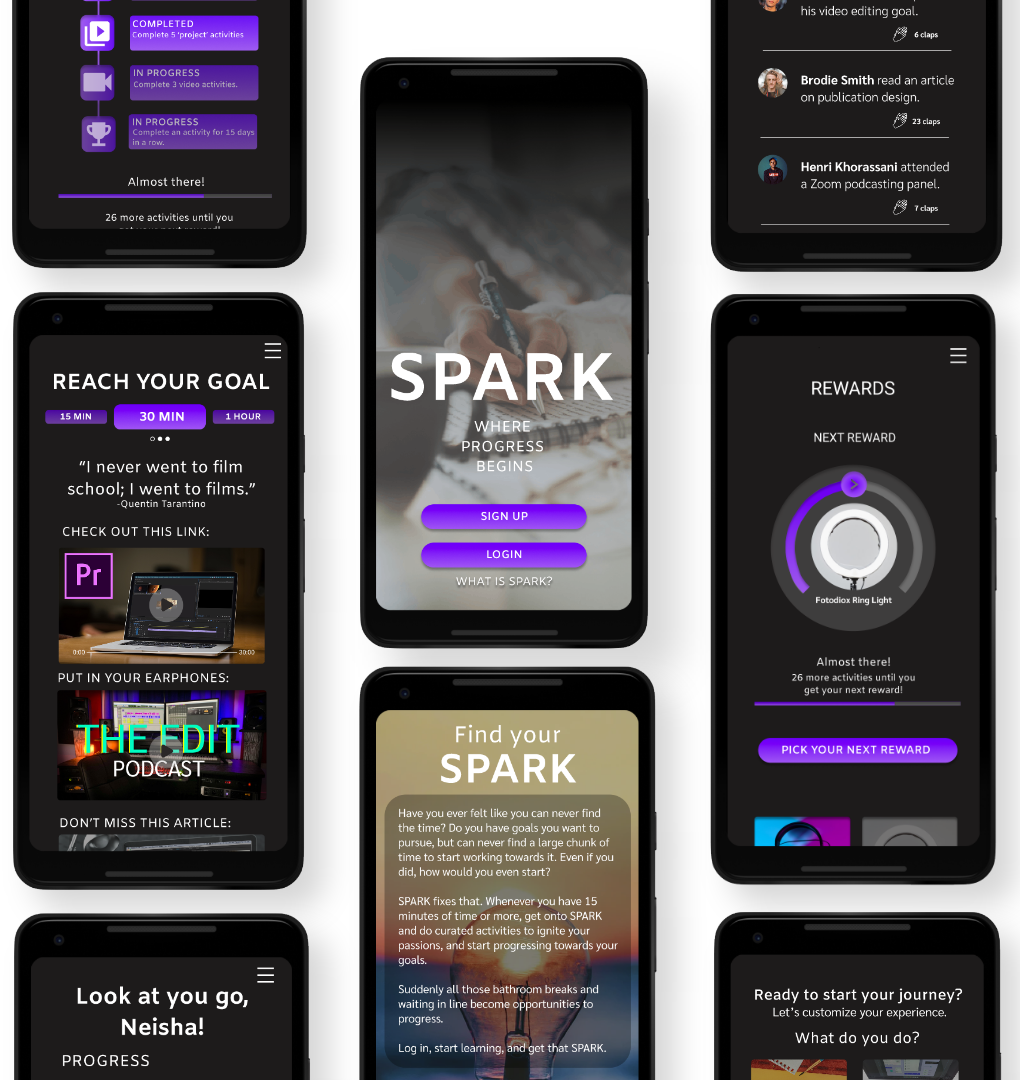 COMPLETED
Complete 5 'project' activities
IN PROGRESS
Complete 3 video activities.
IN PROGRESS
Complete an activity for 15 days
in a row.
Almost there!
26 more activities until you
REACH YOUR GOAL
15 MIN
30 MIN
1 HOUR
"I never went to film
school; I went to films."
-Quentin Tarantino
CHECK OUT THIS LINK:
Pr
0:00
30:00
PUT IN YOUR EARPHONES:
THE EDIT
PODCAST
DON'T MISS THIS ARTICLE:
Look at you go,
Neisha!
PROGRESS
SPARK
WHERE
PROGRESS
BEGINS
SIGN UP
LOGIN
WHAT IS SPARK?
Find your
SPARK
Have you ever felt like you can never find
the time? Do you have goals you want to
pursue, but can never find a large chunk of
time to start working towards it. Even if you
did, how would you even start?
SPARK fixes that. Whenever you have 15
minutes of time or more, get onto SPARK
and do curated activities to ignite your
passions, and start progressing towards your
goals.
Suddenly all those bathroom breaks and
waiting in line become opportunities to
progress.
Log in, start learning, and get that SPARK.
his video editing goal.
6 claps
Brodie Smith read an article
on publication design.
23 claps
Henri Khorassani attended
a Zoom podcasting panel.
7 claps
REWARDS
NEXT REWARD
Fotodiox Ring Light
Almost there!
26 more activities until you
get your next reward!
PICK YOUR NEXT REWARD
Ready to start your journey?
Let's customize your experience.
What do you do?